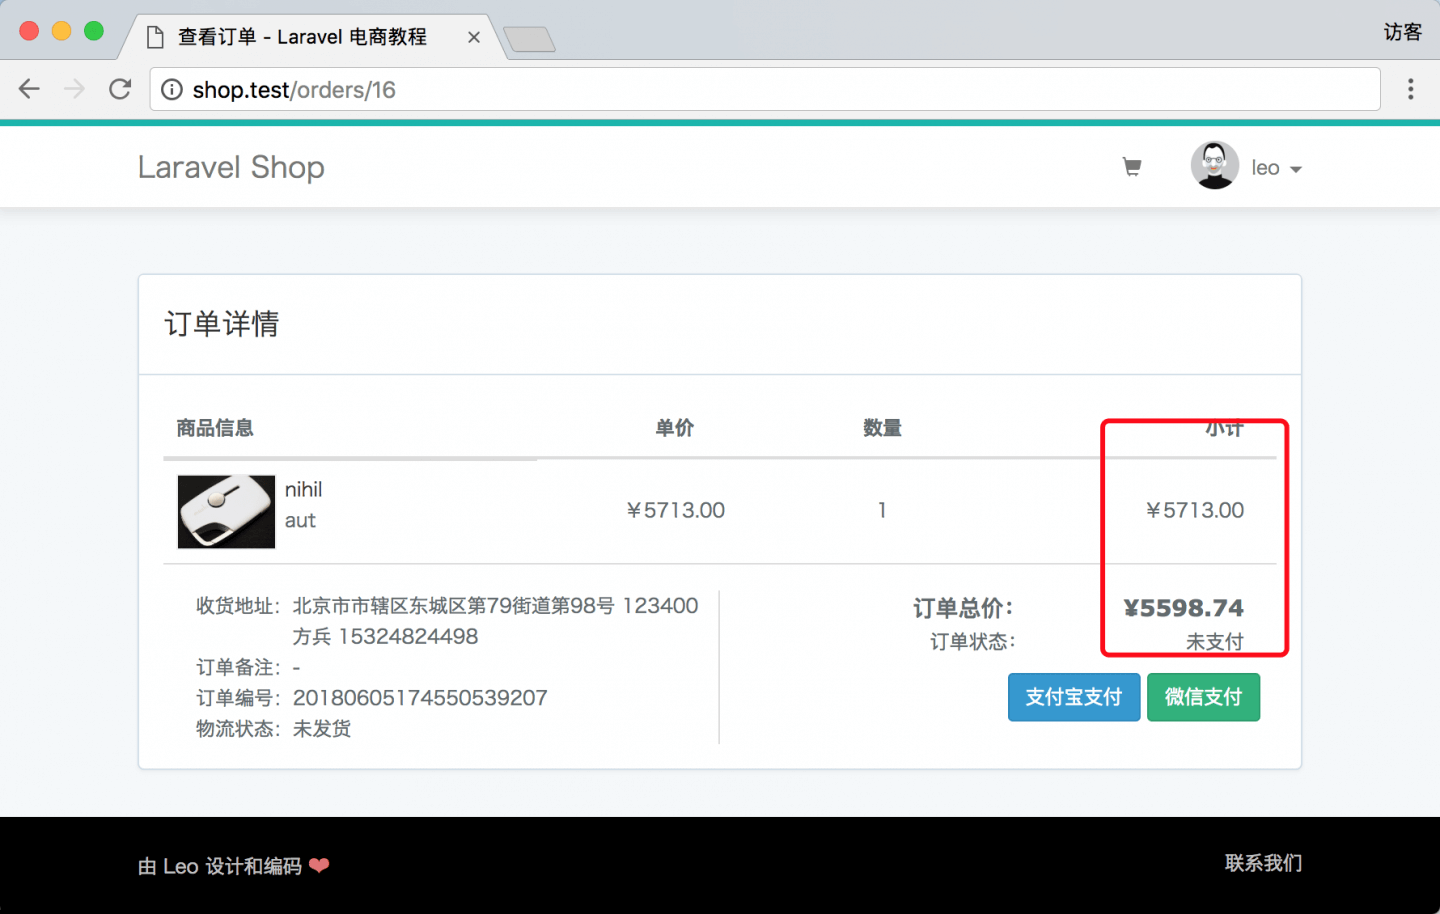 查看订单 - Laravel 电商教程
访客
shop.test/orders/16
Laravel Shop
leo
订单详情
商品信息 单价 数量 小计
nihil
aut
￥5713.00 1 ￥5713.00
收货地址： 北京市市辖区东城区第79街道第98号 123400
方兵 15324824498
订单备注： -
订单编号： 20180605174550539207
物流状态： 未发货
订单总价： ¥5598.74
订单状态： 未支付
支付宝支付 微信支付
由 Leo 设计和编码 ❤
联系我们